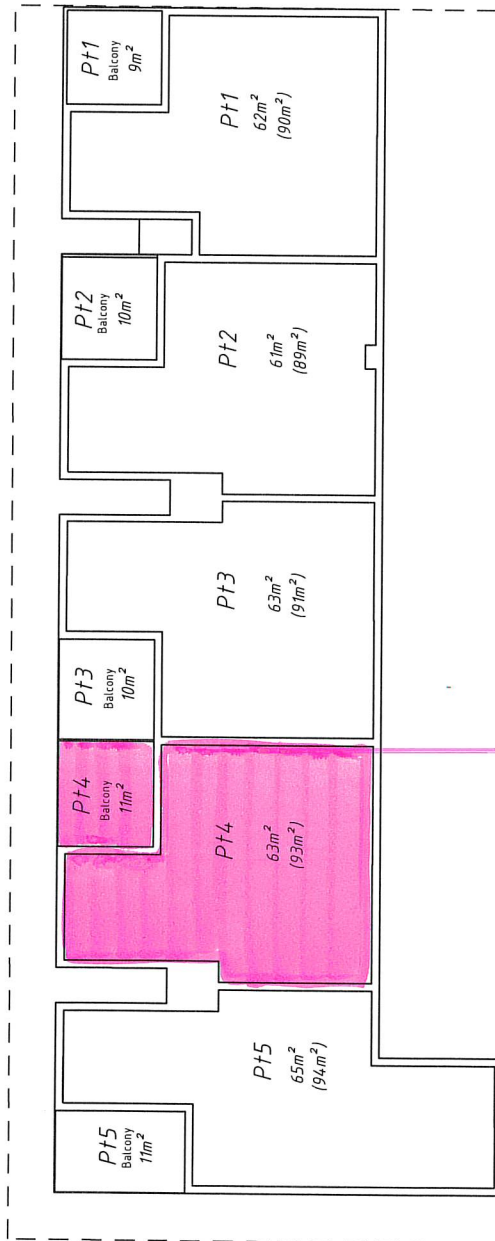 Pt1
Balcony
9m²
Pt1
62m²
(90m²)
Pt2
Balcony
10m²
Pt2
61m²
(89m²)
Pt3
63m²
(91m²)
Pt3
Balcony
10m²
Pt4
Balcony
11m²
Pt4
63m²
(93m²)
Pt5
65m²
(94m²)
Pt5
Balcony
11m²